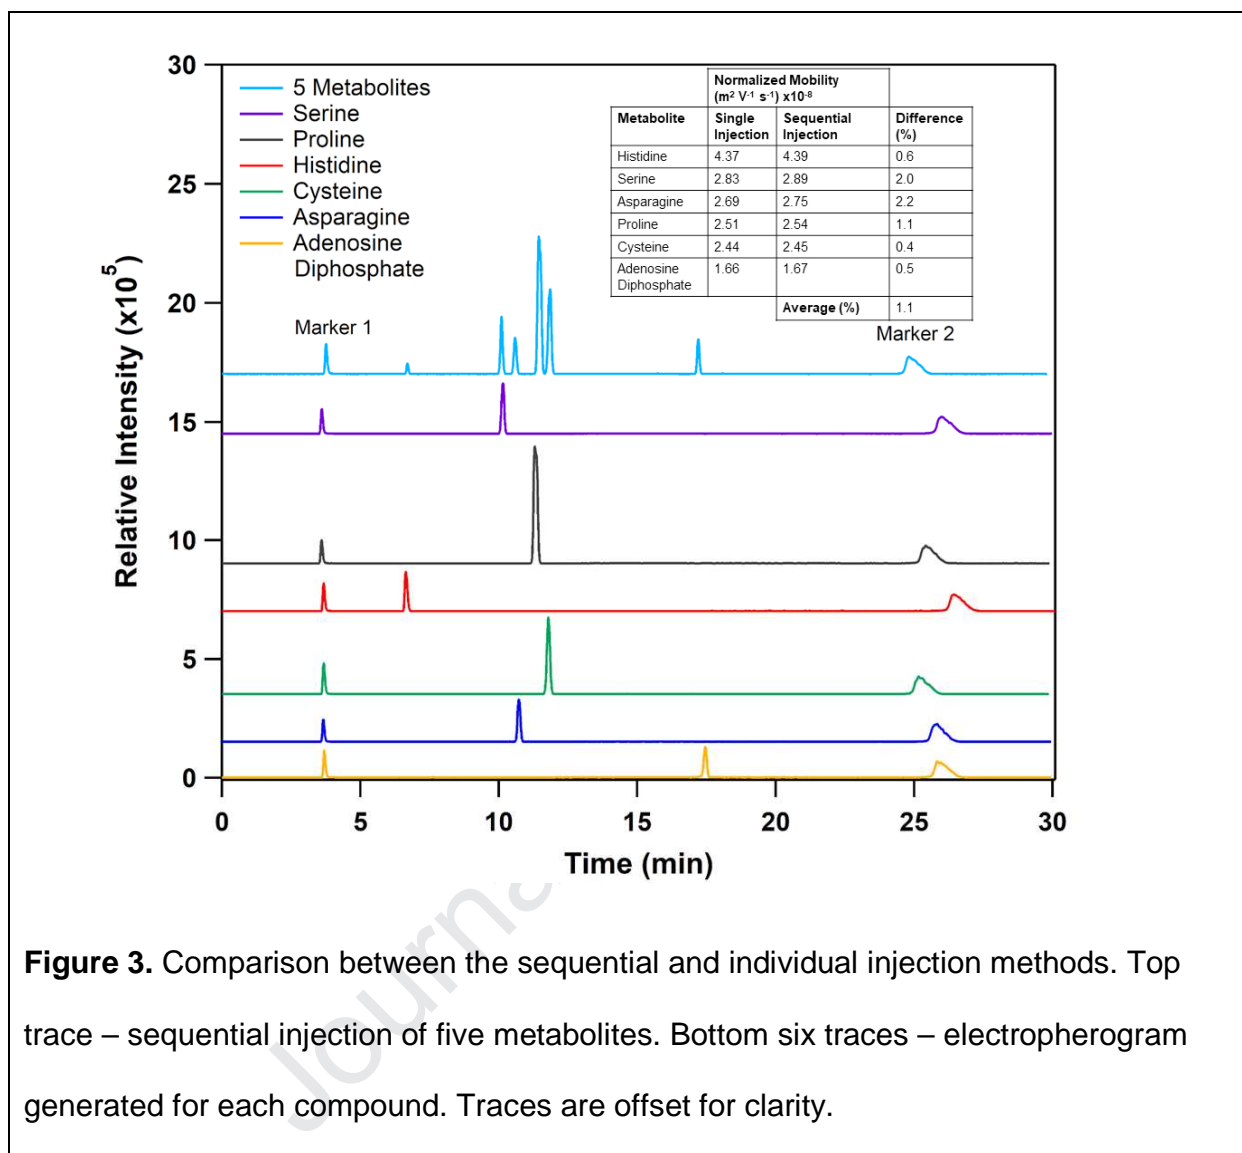 30
25
20
15
10
5
0
Relative Intensity (x10⁵)
5 Metabolites
Serine
Proline
Histidine
Cysteine
Asparagine
Adenosine
Diphosphate
Normalized Mobility
(m² V⁻¹ s⁻¹) x10⁻⁸
Metabolite Single Injection Sequential Injection Difference (%)
Histidine 4.37 4.39 0.6
Serine 2.83 2.89 2.0
Asparagine 2.69 2.75 2.2
Proline 2.51 2.54 1.1
Cysteine 2.44 2.45 0.4
Adenosine Diphosphate 1.66 1.67 0.5
Average (%) 1.1
Marker 1
Marker 2
0 5 10 15 20 25 30
Time (min)
Journa
Figure 3. Comparison between the sequential and individual injection methods. Top
trace – sequential injection of five metabolites. Bottom six traces – electropherogram
generated for each compound. Traces are offset for clarity.